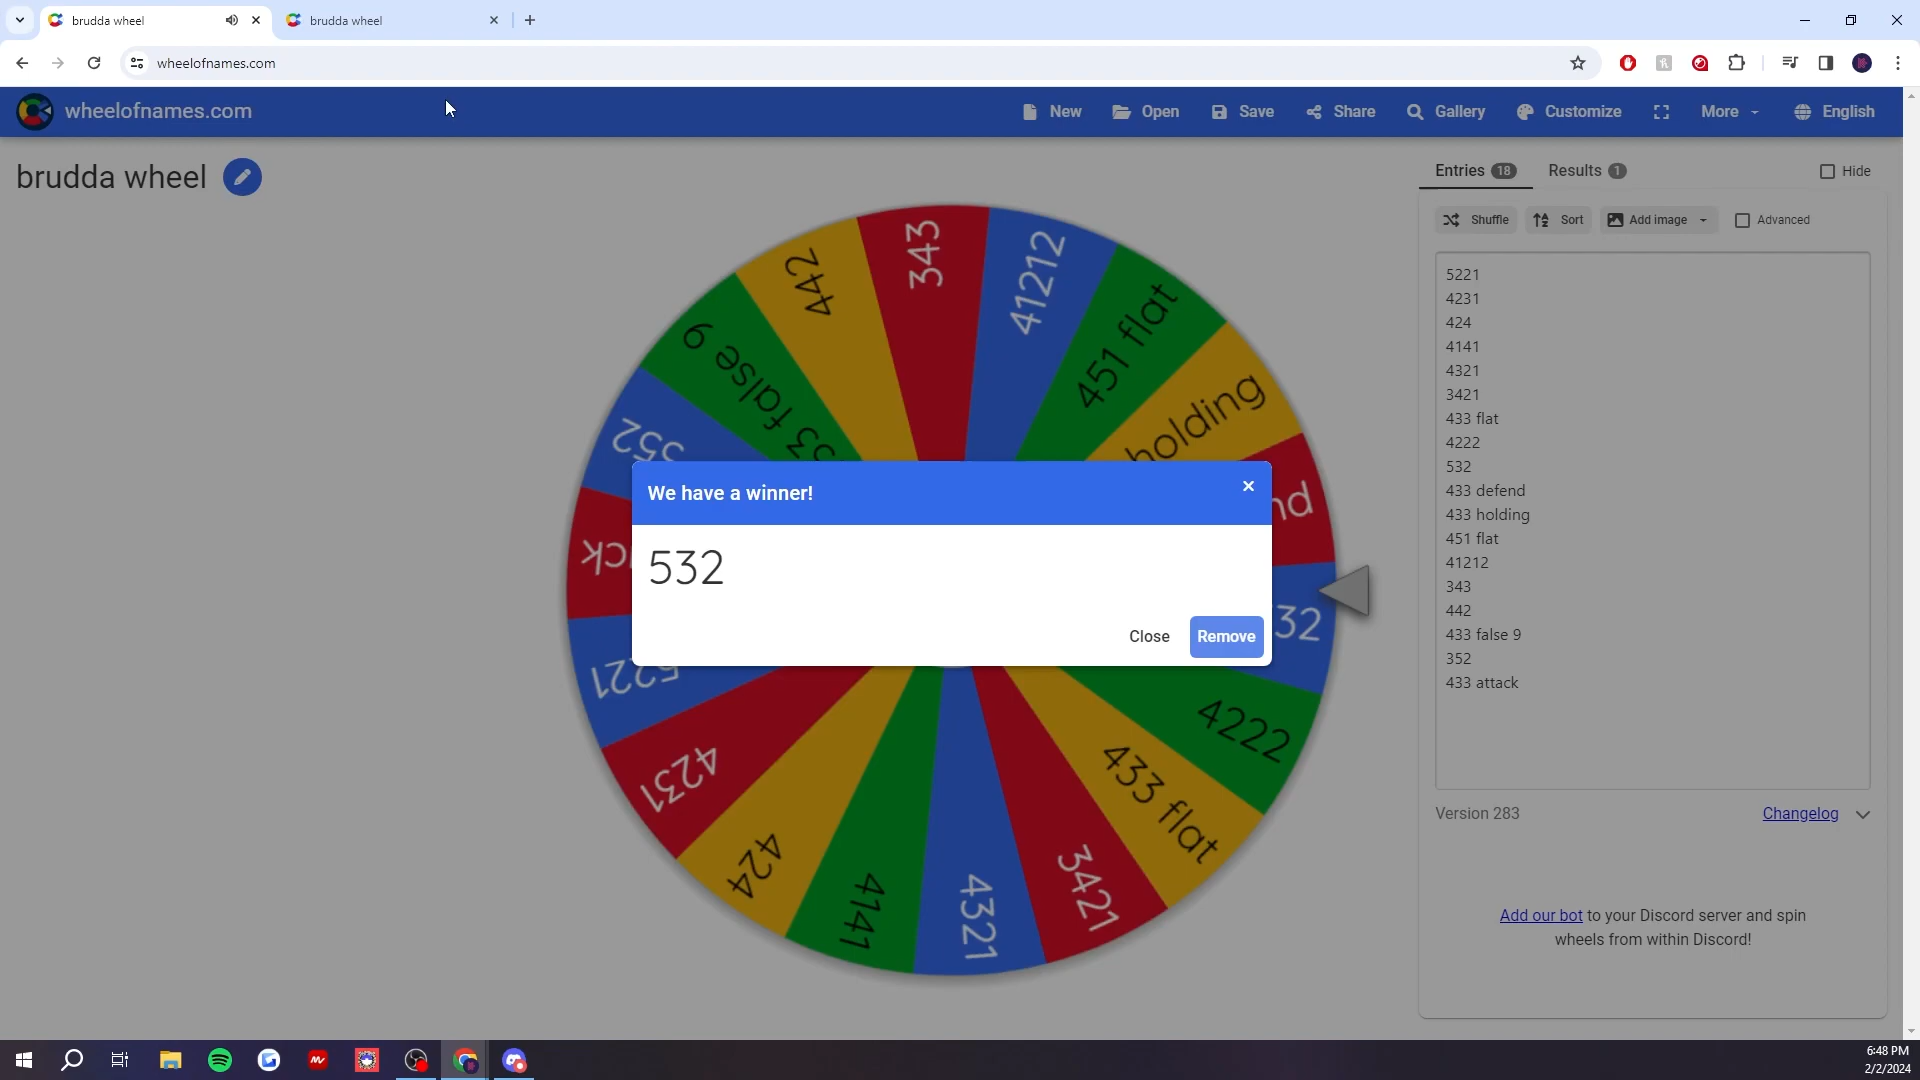 brudda wheel
brudda wheel
wheelofnames.com
wheelofnames.com
New
Open
Save
Share
Gallery
Customize
More
English
brudda wheel
Entries 18
Results 1
Hide
Shuffle
Sort
Add image
Advanced
5221
4231
424
4141
4321
3421
433 flat
4222
532
433 defend
433 holding
451 flat
41212
343
442
433 false 9
352
433 attack
343
41212
451 flat
holding
442
false 9
352
We have a winner!
532
Close
Remove
5221
4231
424
4141
4321
3421
433 flat
4222
Version 283
Changelog
Add our bot to your Discord server and spin
wheels from within Discord!
6:48 PM
2/2/2024